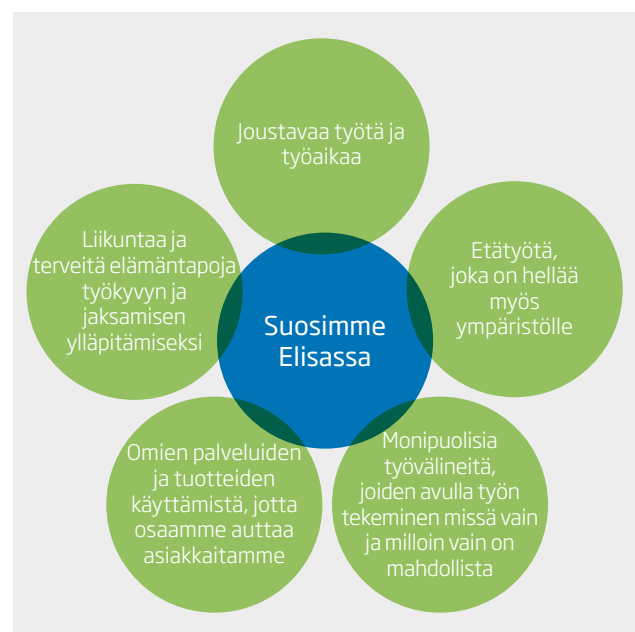 Joustavaa työtä ja
työaikaa
Liikuntaa ja
terveitä elämäntapoja
työkyvyn ja
jaksamisen
ylläpitämiseksi
Etätyötä,
joka on hellää
myös
ympäristölle
Suosimme
Elisassa
Omien palveluiden
ja tuotteiden
käyttämistä, jotta
osaamme auttaa
asiakkaitamme
Monipuolisia
työvälineitä,
joiden avulla työn
tekeminen missä vain
ja milloin vain on
mahdollista